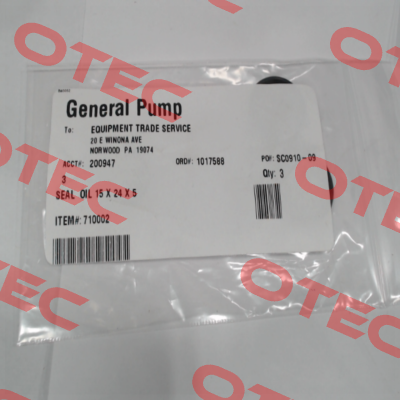 OTEC
General Pump
To: EQUIPMENT TRADE SERVICE
20 E WINONA AVE
NORWOOD PA 19074
ACCT#: 200947 ORD#: 1017588 PO#: SC0910-09
3 Qty: 3
SEAL OIL 15 X 24 X 5
ITEM#: 710002
OTEC
OTEC
OTEC
OTEC